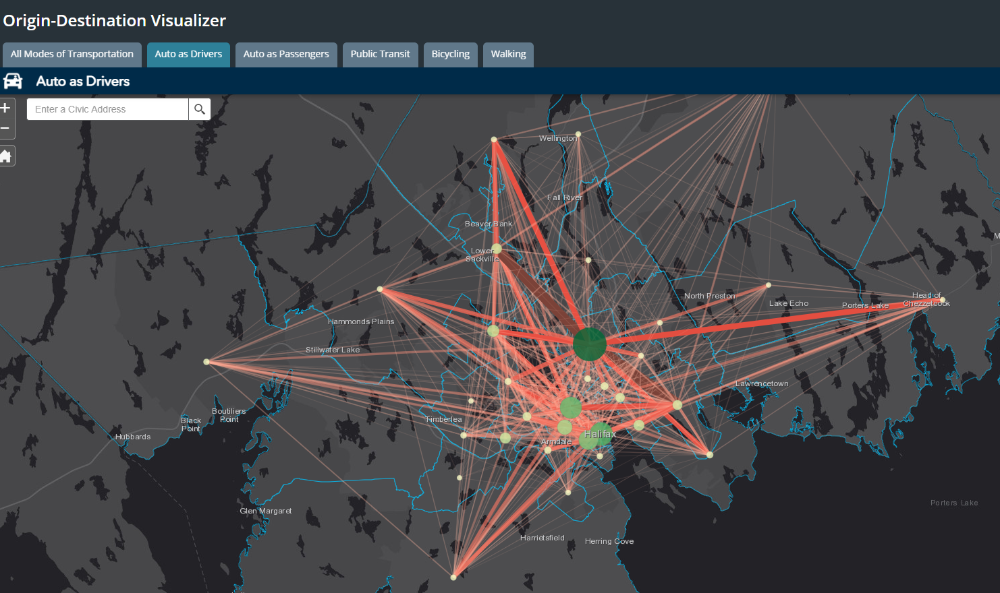 Origin-Destination Visualizer
All Modes of Transportation
Auto as Drivers
Auto as Passengers
Public Transit
Bicycling
Walking
Auto as Drivers
+
Enter a Civic Address
−
Wellington
Fall River
Beaver Bank
Lower
Sackville
North Preston
Lake Echo
Porters Lake
Head of
Chezzetcook
Hammonds Plains
Stillwater Lake
Lawrencetown
Boutiliers
Point
Black
Point
Timberlea
Hubbards
Halifax
Armdale
Porters Lake
Glen Margaret
Harrietsfield
Herring Cove